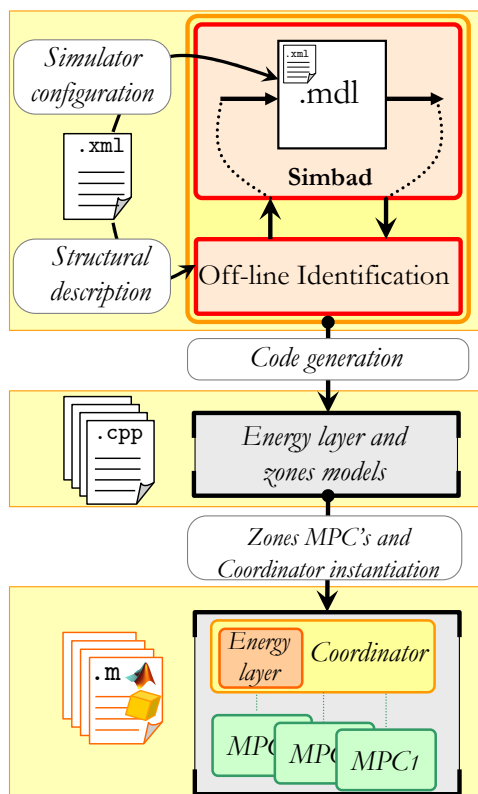 Simulator
configuration
xml
.mdl
.xml
Simbad
Structural
description
Off-line Identification
Code generation
.cpp
Energy layer and
zones models
Zones MPC's and
Coordinator instantiation
.m
Energy
layer
Coordinator
MPC
MPC
MPC1